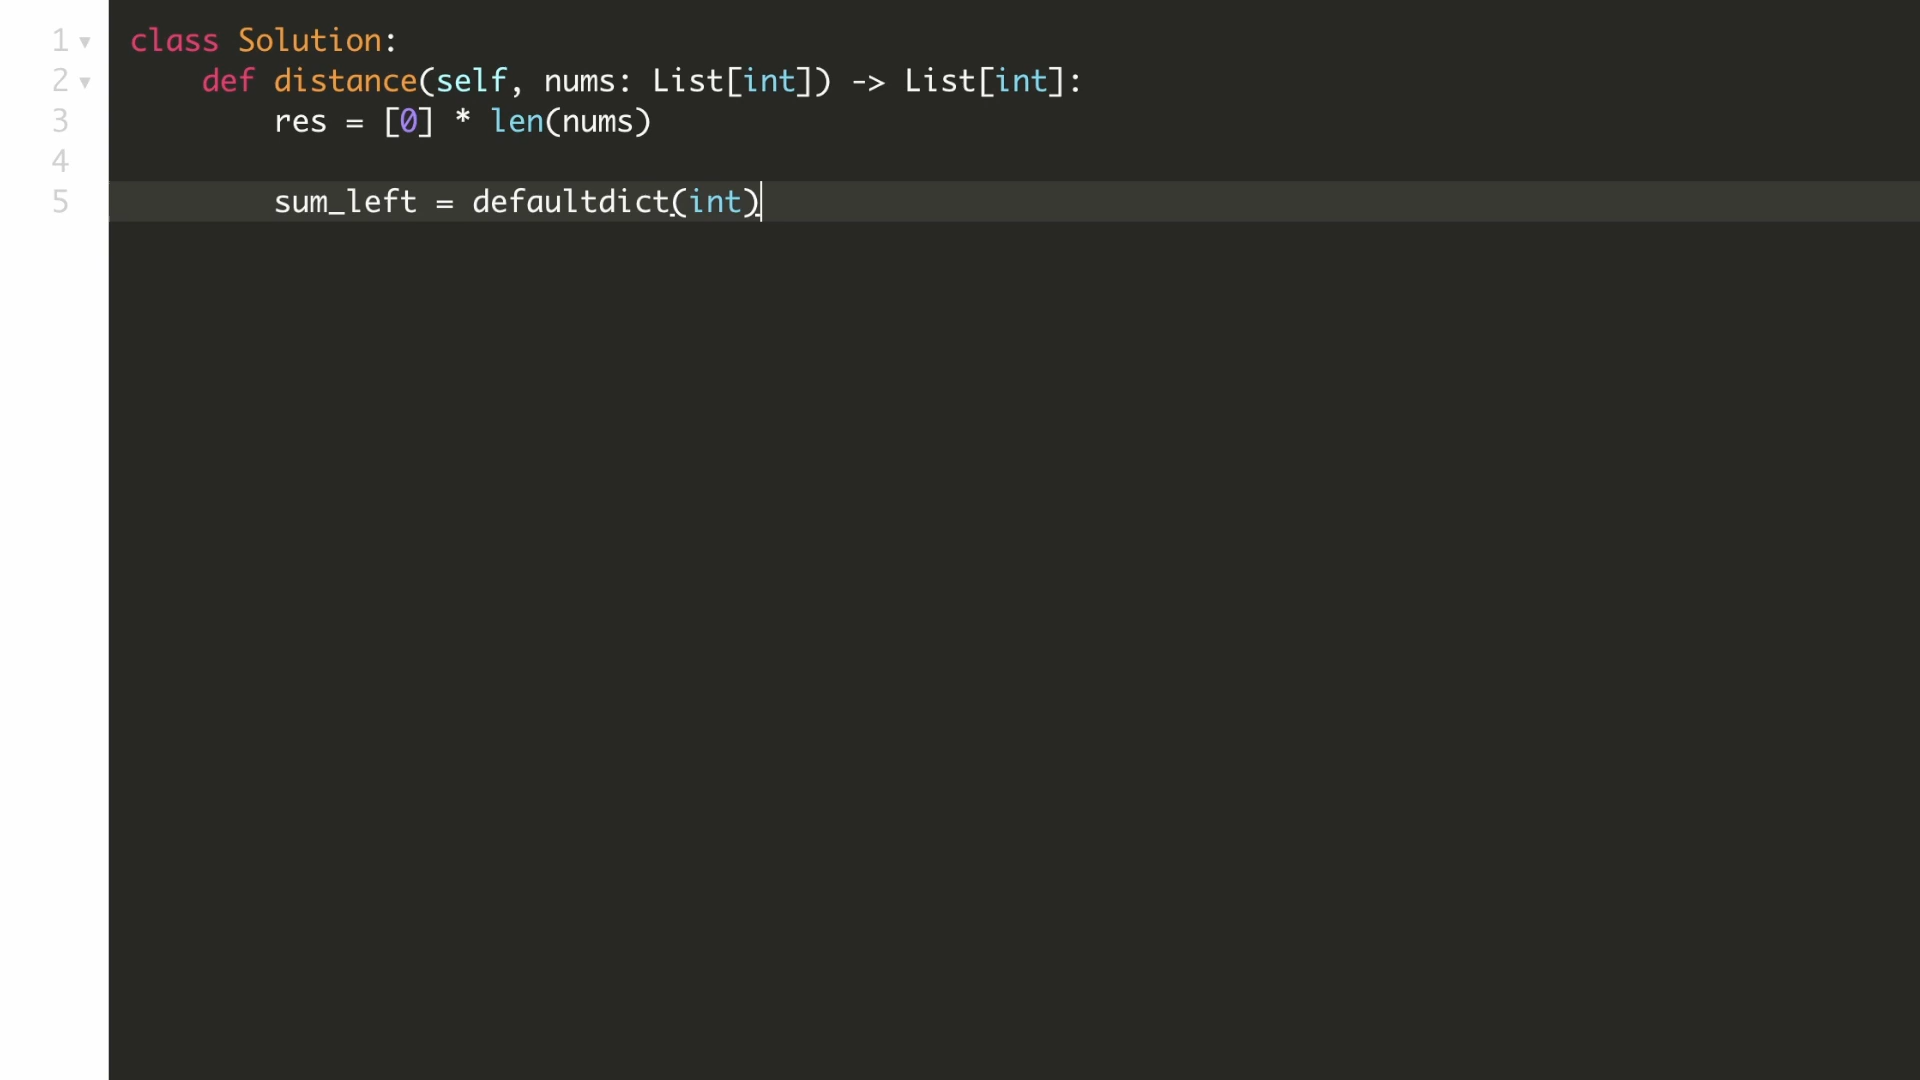 1 class Solution:
2 def distance(self, nums: List[int]) -> List[int]:
3 res = [0] * len(nums)
4
5 sum_left = defaultdict(int)